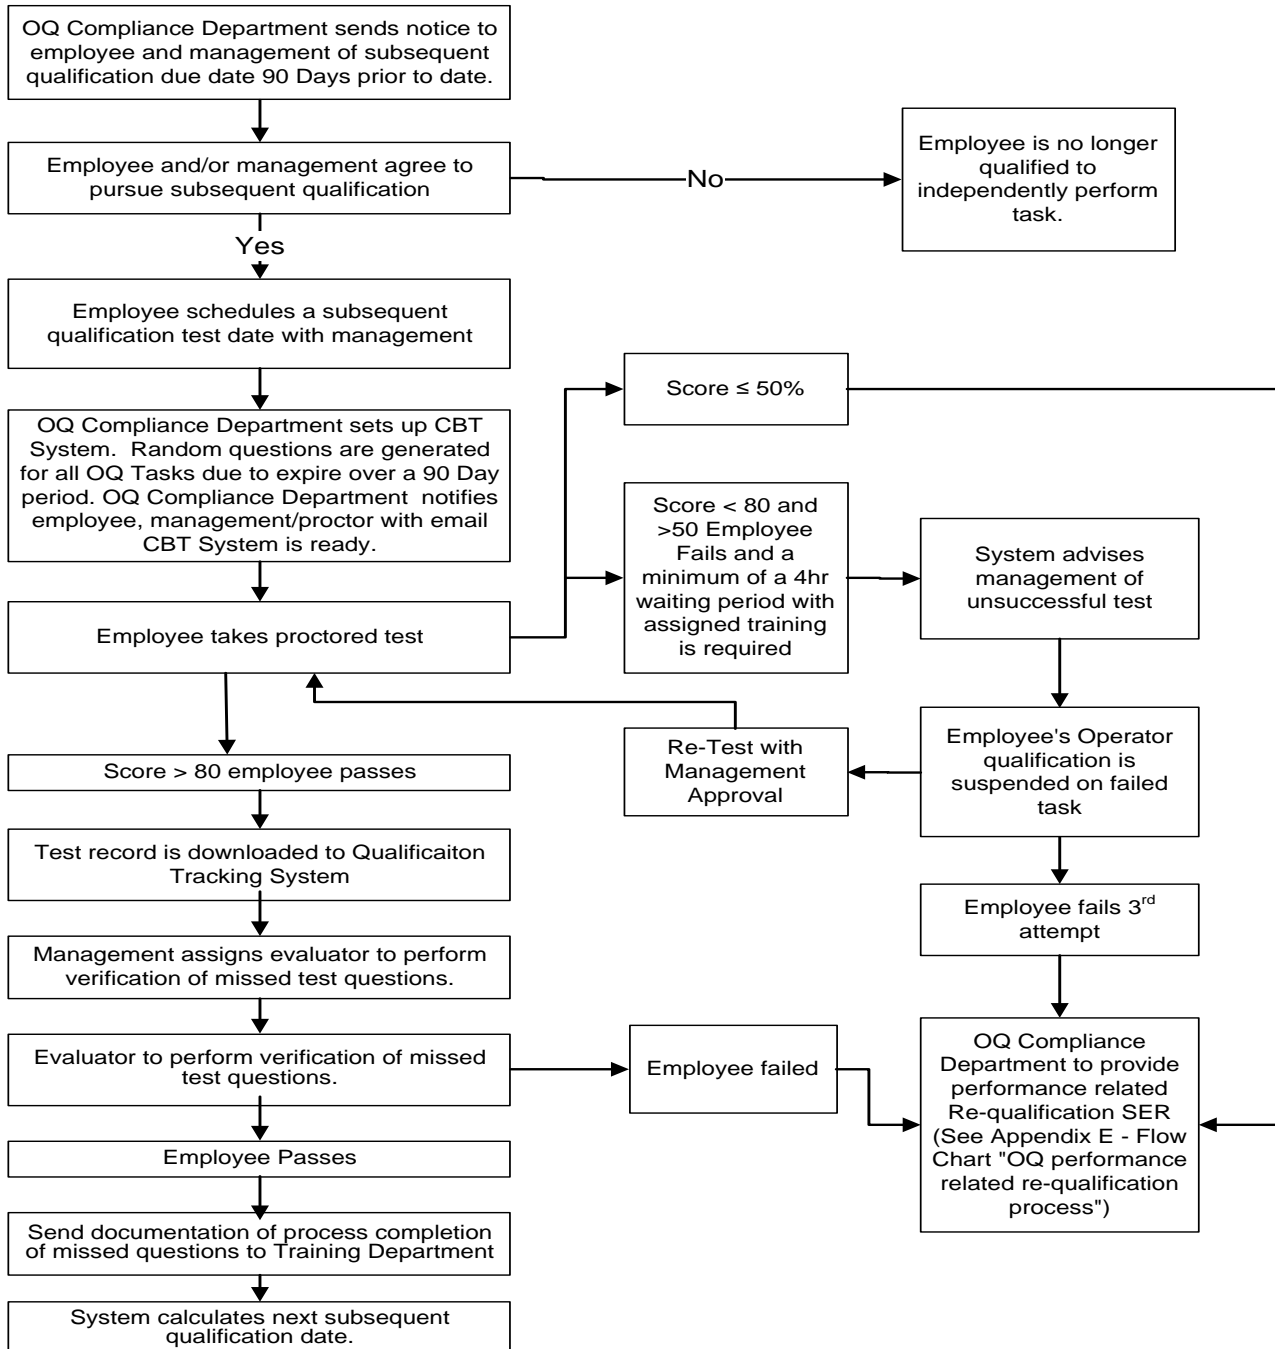 OQ Compliance Department sends notice to
employee and management of subsequent
qualification due date 90 Days prior to date.
Employee and/or management agree to
pursue subsequent qualification
No
Employee is no longer
qualified to
independently perform
task.
Yes
Employee schedules a subsequent
qualification test date with management
Score ≤ 50%
OQ Compliance Department sets up CBT
System.  Random questions are generated
for all OQ Tasks due to expire over a 90 Day
period. OQ Compliance Department  notifies
employee, management/proctor with email
CBT System is ready.
Score < 80 and
>50 Employee
Fails and a
minimum of a 4hr
waiting period with
assigned training
is required
System advises
management of
unsuccessful test
Employee takes proctored test
Re-Test with
Management
Approval
Employee's Operator
qualification is
suspended on failed
task
Score > 80 employee passes
Test record is downloaded to Qualificaiton
Tracking System
Employee fails 3rd
attempt
Management assigns evaluator to perform
verification of missed test questions.
Evaluator to perform verification of missed
test questions.
Employee failed
OQ Compliance
Department to provide
performance related
Re-qualification SER
(See Appendix E - Flow
Chart "OQ performance
related re-qualification
process")
Employee Passes
Send documentation of process completion
of missed questions to Training Department
System calculates next subsequent
qualification date.